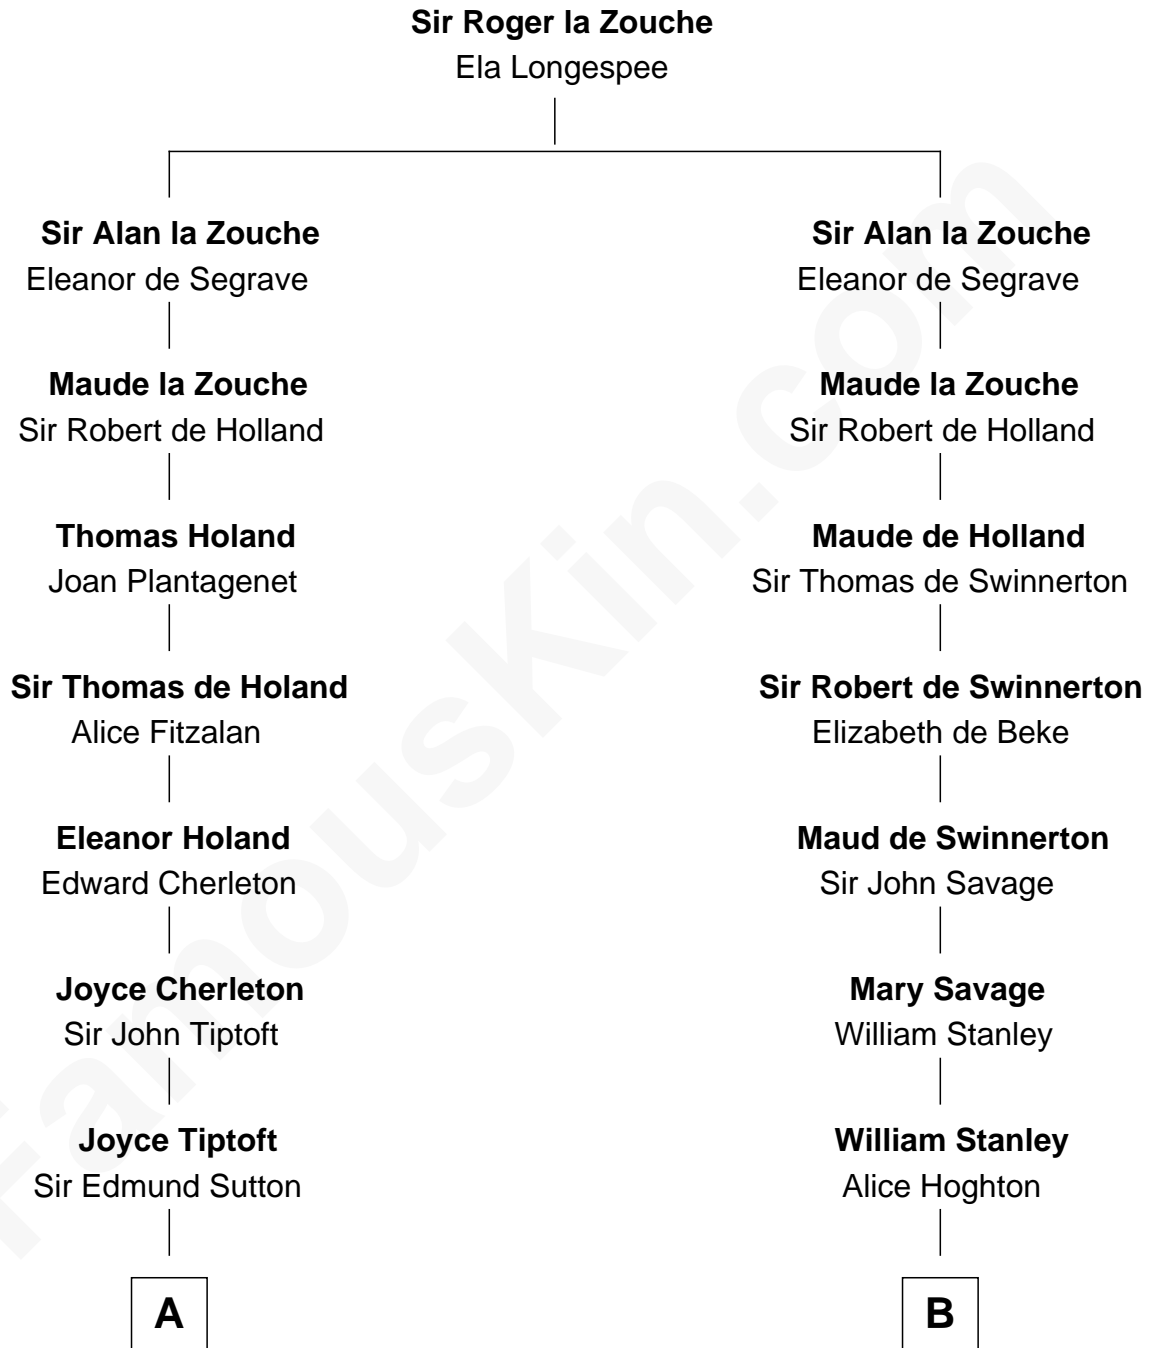 Sir Roger la Zouche
Ela Longespee
Sir Alan la Zouche
Eleanor de Segrave
Sir Alan la Zouche
Eleanor de Segrave
Maude la Zouche
Sir Robert de Holland
Maude la Zouche
Sir Robert de Holland
Thomas Holand
Joan Plantagenet
Maude de Holland
Sir Thomas de Swinnerton
Sir Thomas de Holand
Alice Fitzalan
Sir Robert de Swinnerton
Elizabeth de Beke
Eleanor Holand
Edward Cherleton
Maud de Swinnerton
Sir John Savage
Joyce Cherleton
Sir John Tiptoft
Mary Savage
William Stanley
Joyce Tiptoft
Sir Edmund Sutton
William Stanley
Alice Hoghton
A
B
FamousKin.com